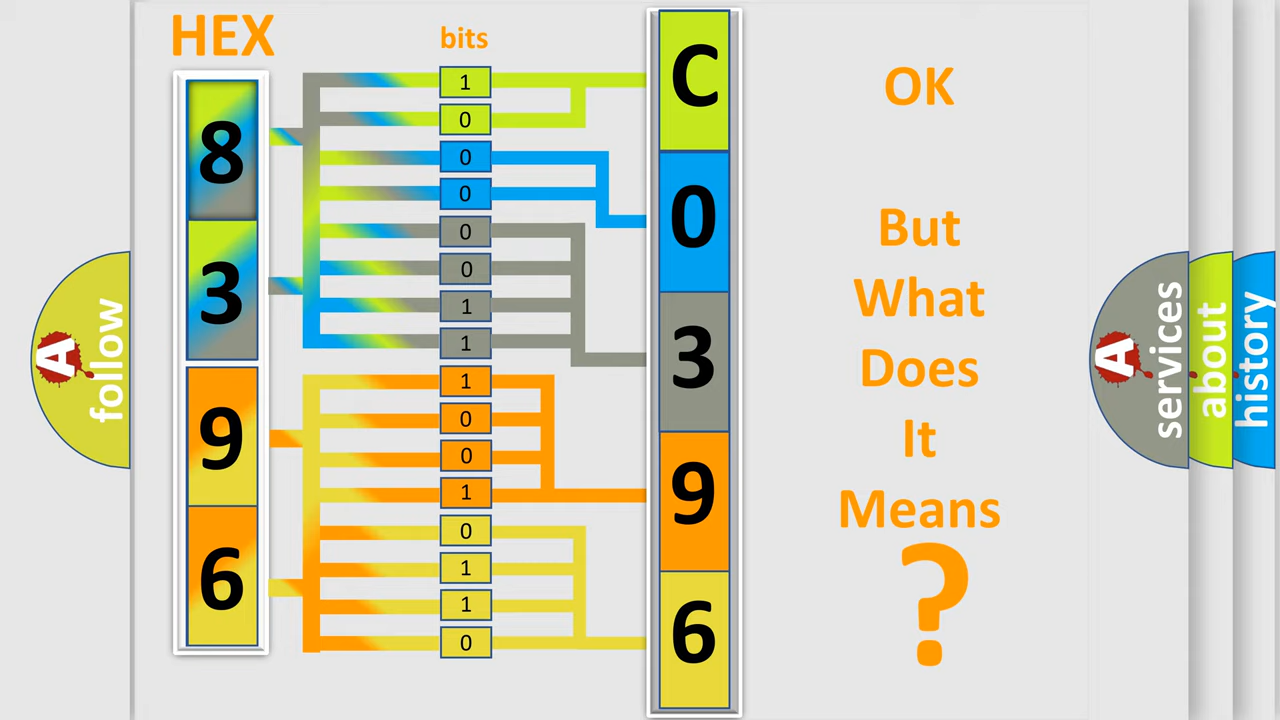 HEX
bits
8
3
9
6
1
0
0
0
0
0
1
1
1
0
0
1
0
1
1
0
C
0
3
9
6
OK
But
What
Does
It
Means
?
A
follow
A
services
about
history